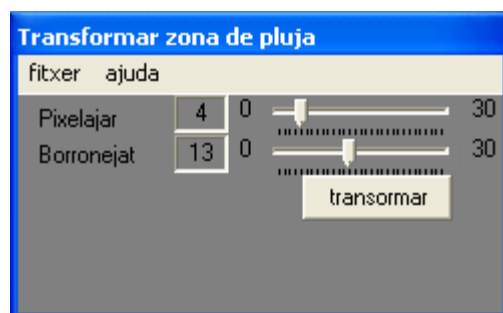 Transformar zona de pluja
fitxer ajuda
Pixelajar 4 0 30
Borronejat 13 0 30
transormar